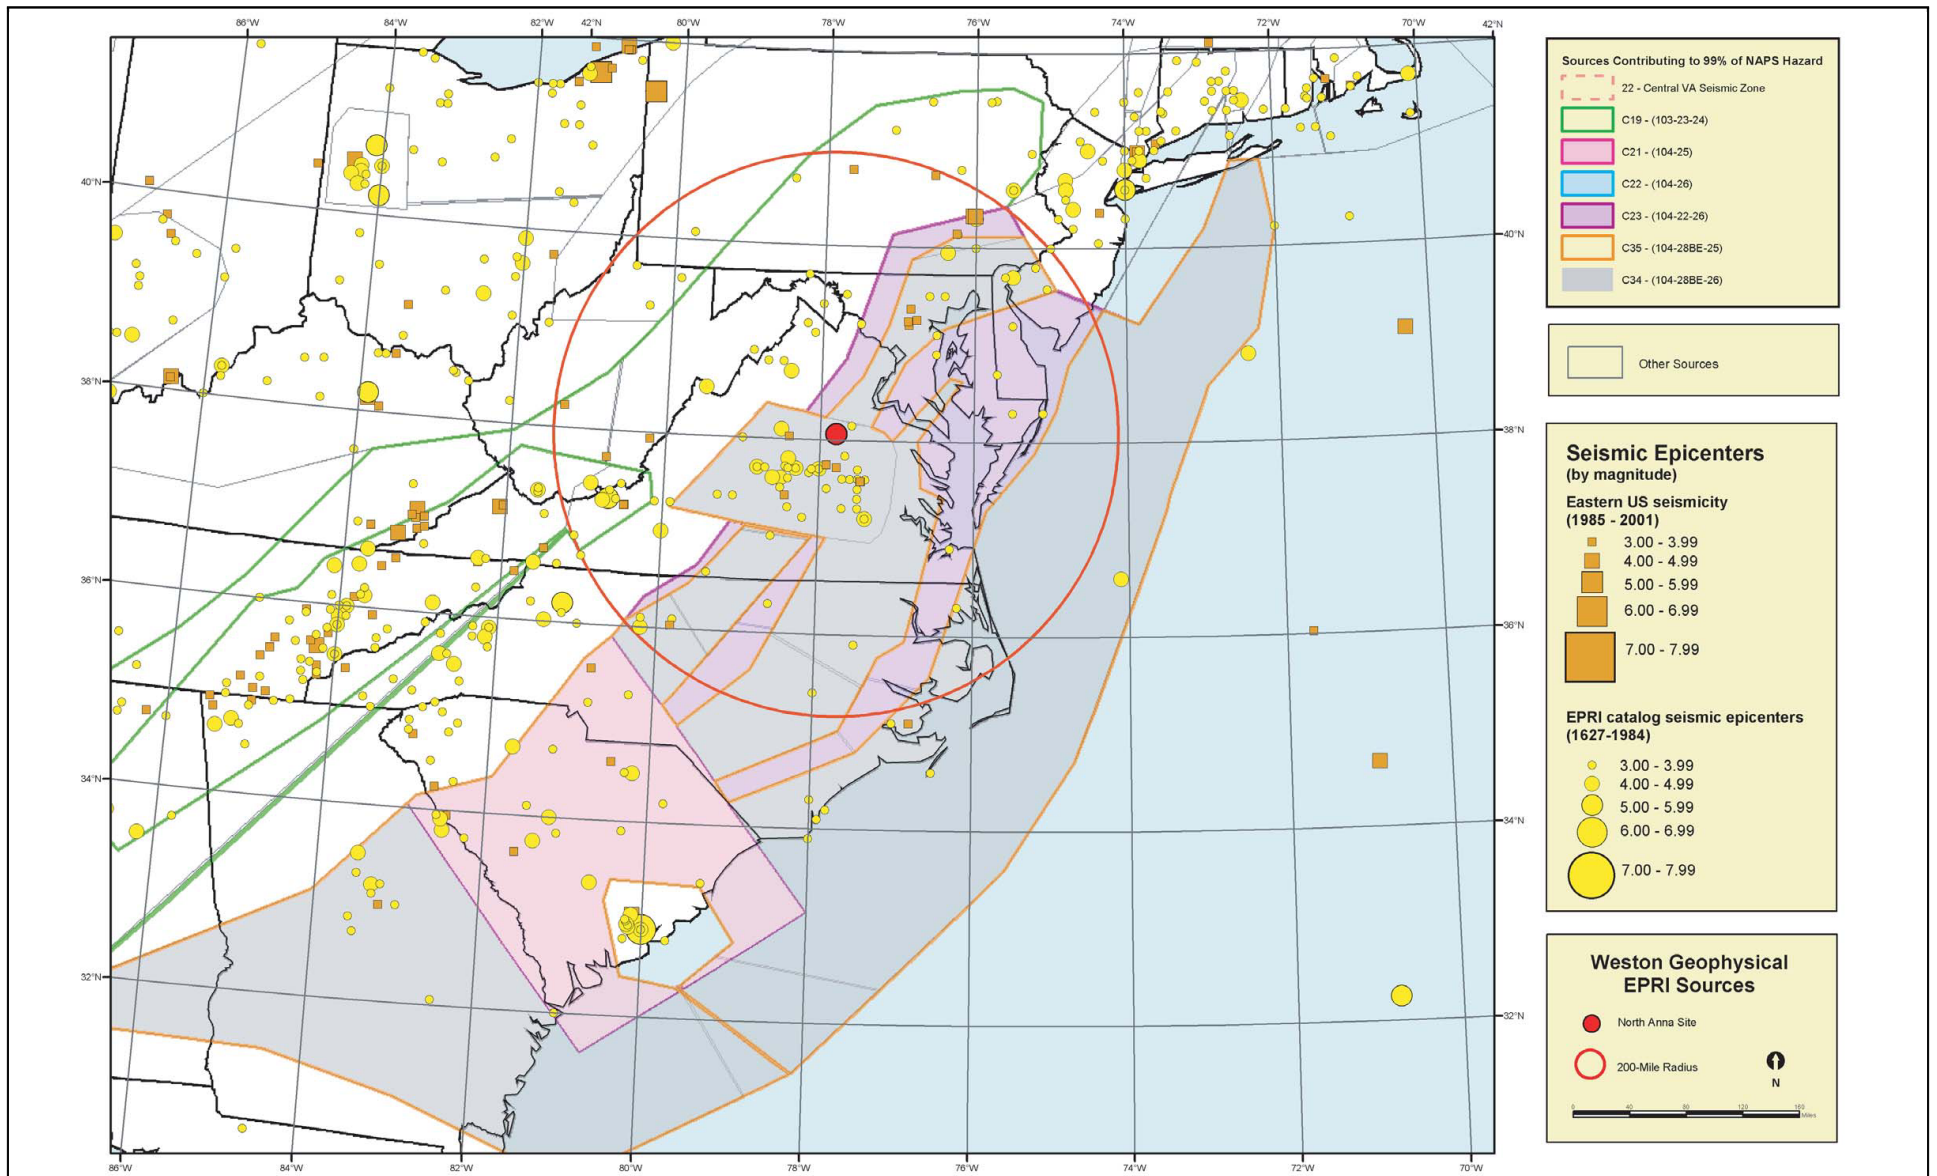 86°W 84°W 82°W 42°N 80°W 78°W 76°W 74°W 72°W 70°W 42°N
40°N
40°N
38°N
38°N
36°N
36°N
34°N
34°N
32°N
32°N
86°W 84°W 82°W 80°W 78°W 76°W 74°W 72°W 70°W
Sources Contributing to 99% of NAPS Hazard
22 - Central VA Seismic Zone
C19 - (103-23-24)
C21 - (104-25)
C22 - (104-26)
C23 - (104-22-26)
C35 - (104-28BE-25)
C34 - (104-28BE-26)
Other Sources
Seismic Epicenters
(by magnitude)
Eastern US seismicity
(1985 - 2001)
3.00 - 3.99
4.00 - 4.99
5.00 - 5.99
6.00 - 6.99
7.00 - 7.99
EPRI catalog seismic epicenters
(1627-1984)
3.00 - 3.99
4.00 - 4.99
5.00 - 5.99
6.00 - 6.99
7.00 - 7.99
Weston Geophysical
EPRI Sources
North Anna Site
200-Mile Radius
N
0 40 80 120 160
Miles